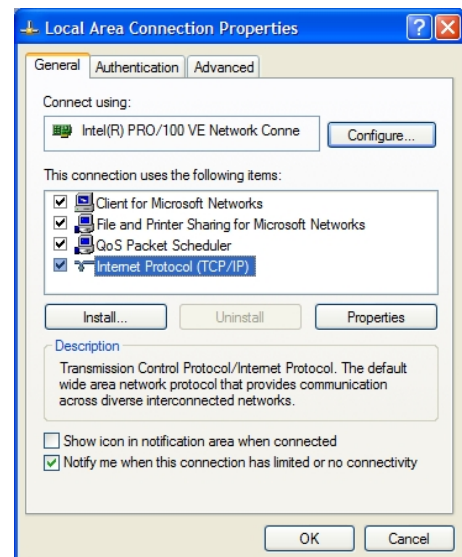 Local Area Connection Properties
General Authentication Advanced
Connect using:
Intel(R) PRO/100 VE Network Conne
Configure...
This connection uses the following items:
Client for Microsoft Networks
File and Printer Sharing for Microsoft Networks
QoS Packet Scheduler
Internet Protocol (TCP/IP)
Install... Uninstall Properties
Description
Transmission Control Protocol/Internet Protocol. The default
wide area network protocol that provides communication
across diverse interconnected networks.
Show icon in notification area when connected
Notify me when this connection has limited or no connectivity
OK Cancel